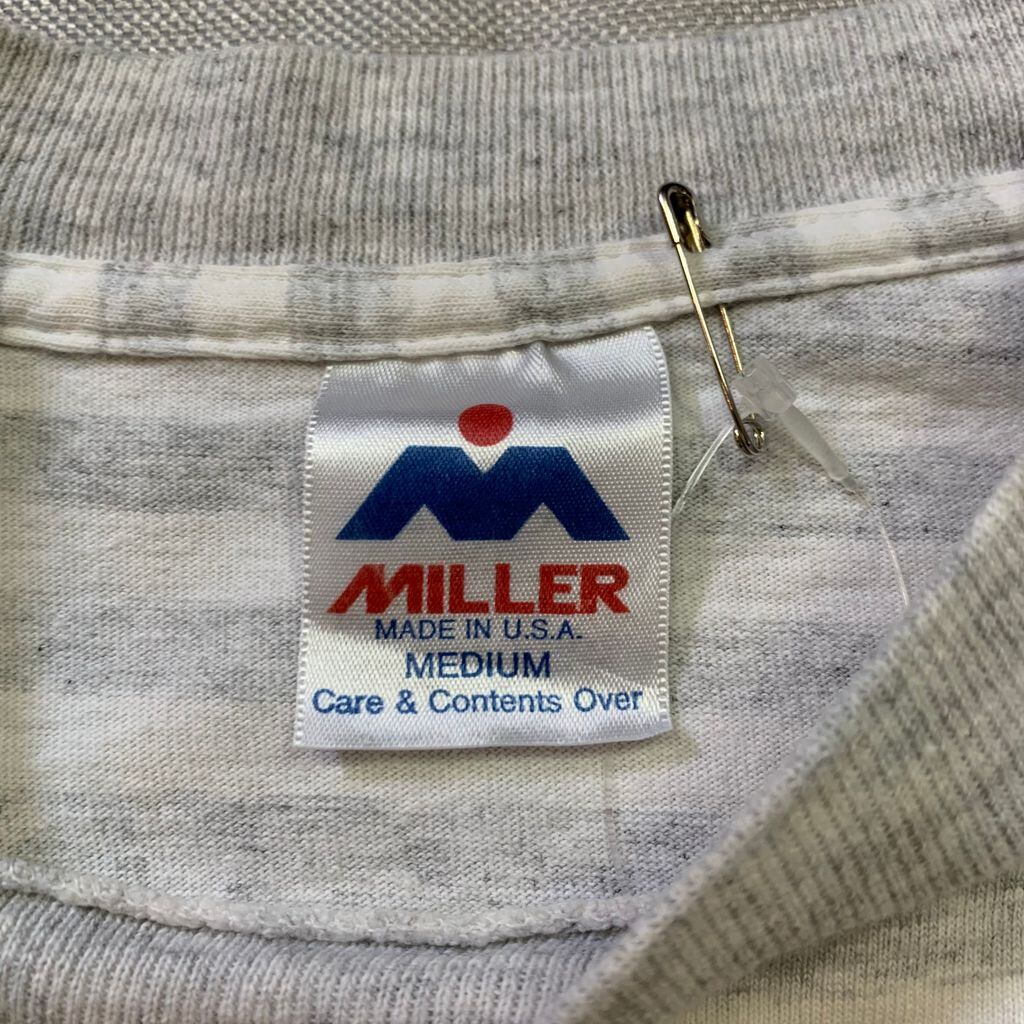 MILLER
MADE IN U.S.A.
MEDIUM
Care & Contents Over